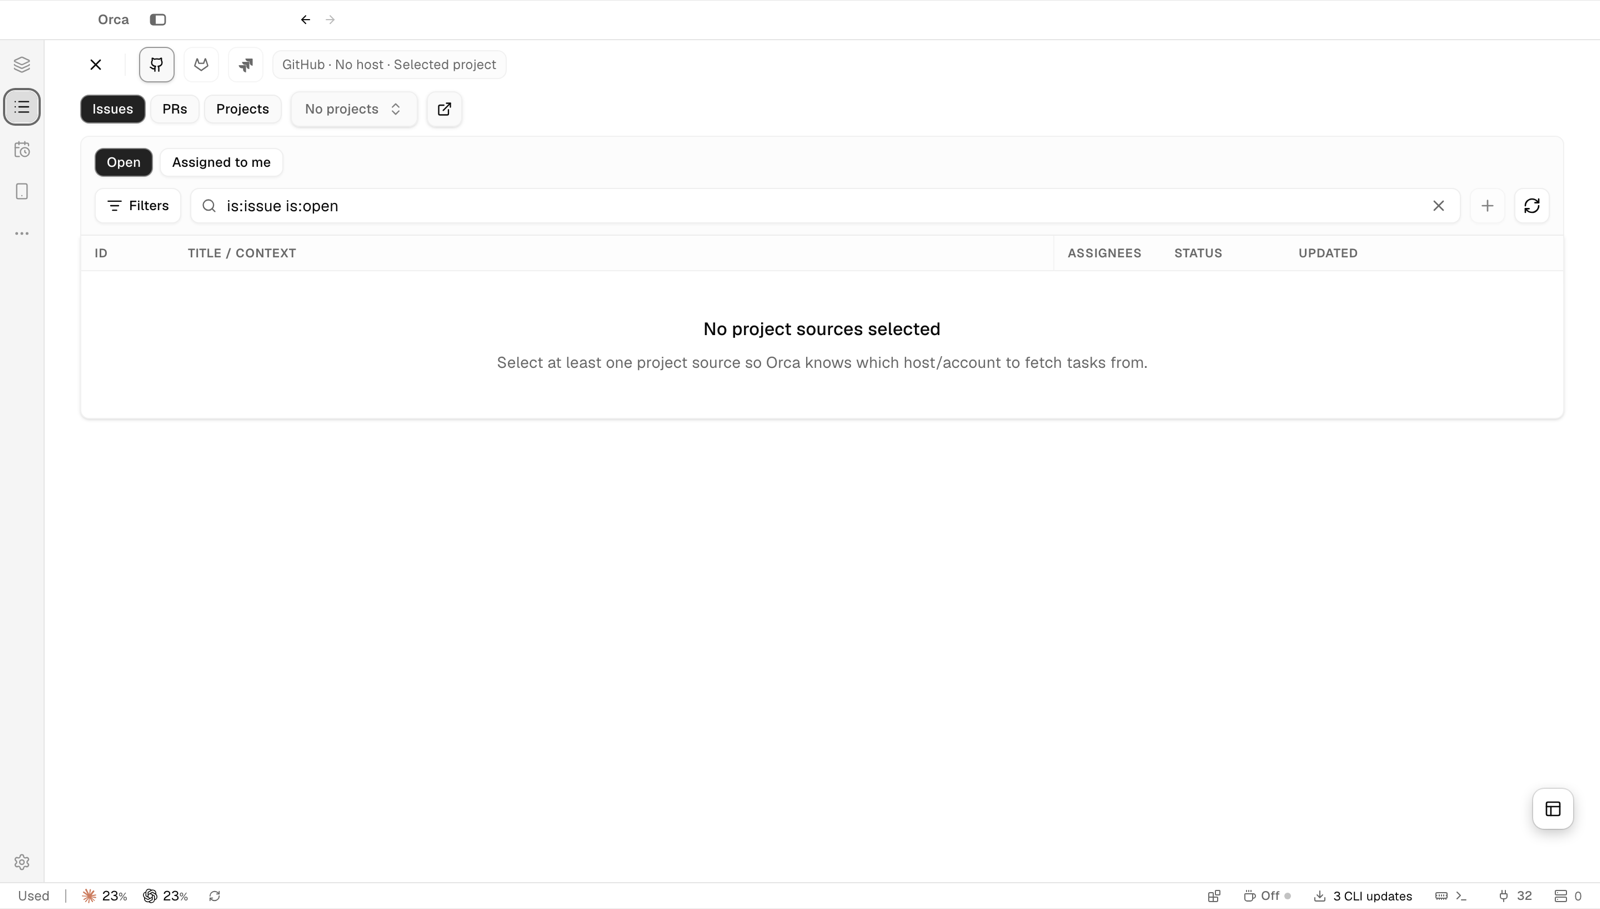 Orca
GitHub · No host · Selected project
Issues PRs Projects No projects
Open Assigned to me
Filters is:issue is:open
ID TITLE / CONTEXT ASSIGNEES STATUS UPDATED
No project sources selected
Select at least one project source so Orca knows which host/account to fetch tasks from.
Used 23% 23% Off 3 CLI updates 32 0